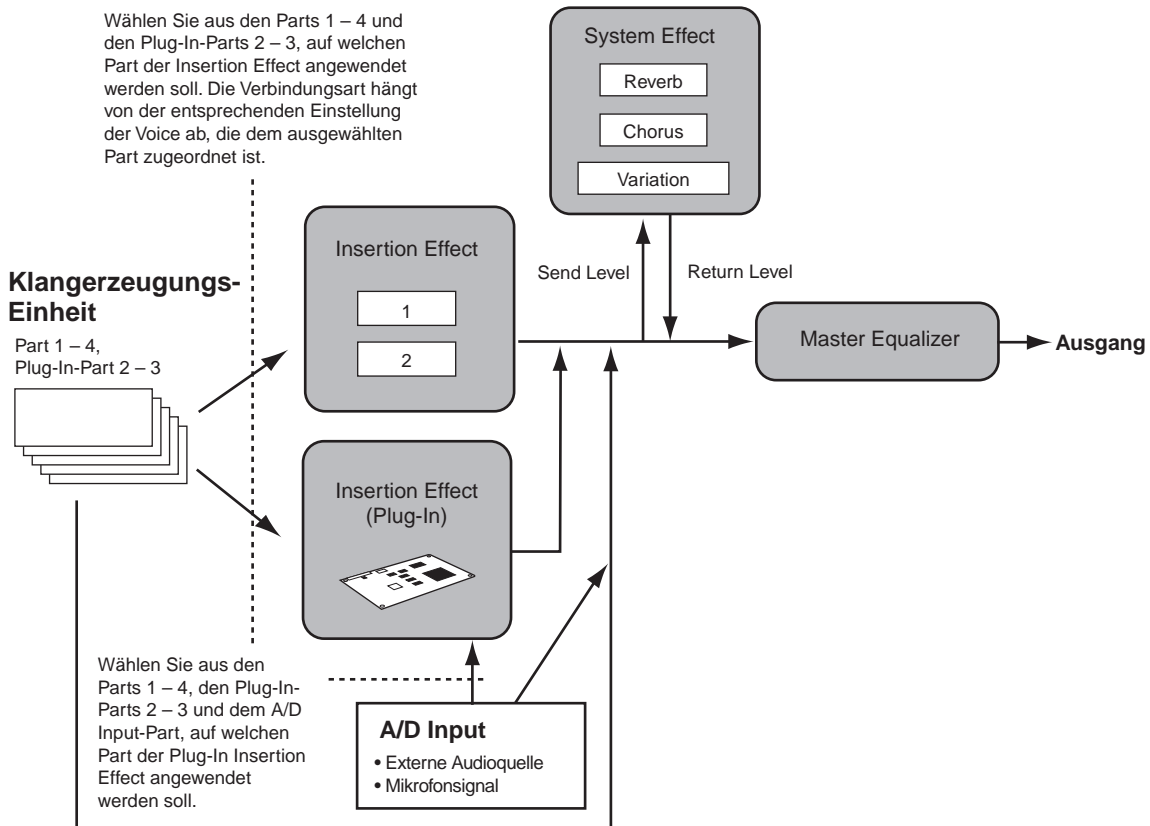 Wählen Sie aus den Parts 1 – 4 und
den Plug-In-Parts 2 – 3, auf welchen
Part der Insertion Effect angewendet
werden soll. Die Verbindungsart hängt
von der entsprechenden Einstellung
der Voice ab, die dem ausgewählten
Part zugeordnet ist.
System Effect
Reverb
Chorus
Variation
Insertion Effect
1
2
Send Level
Return Level
Klangerzeugungs-
Einheit
Part 1 – 4,
Plug-In-Part 2 – 3
Master Equalizer
Ausgang
Insertion Effect
(Plug-In)
Wählen Sie aus den
Parts 1 – 4, den Plug-In-
Parts 2 – 3 und dem A/D
Input-Part, auf welchen
Part der Plug-In Insertion
Effect angewendet
werden soll.
A/D Input
• Externe Audioquelle
• Mikrofonsignal